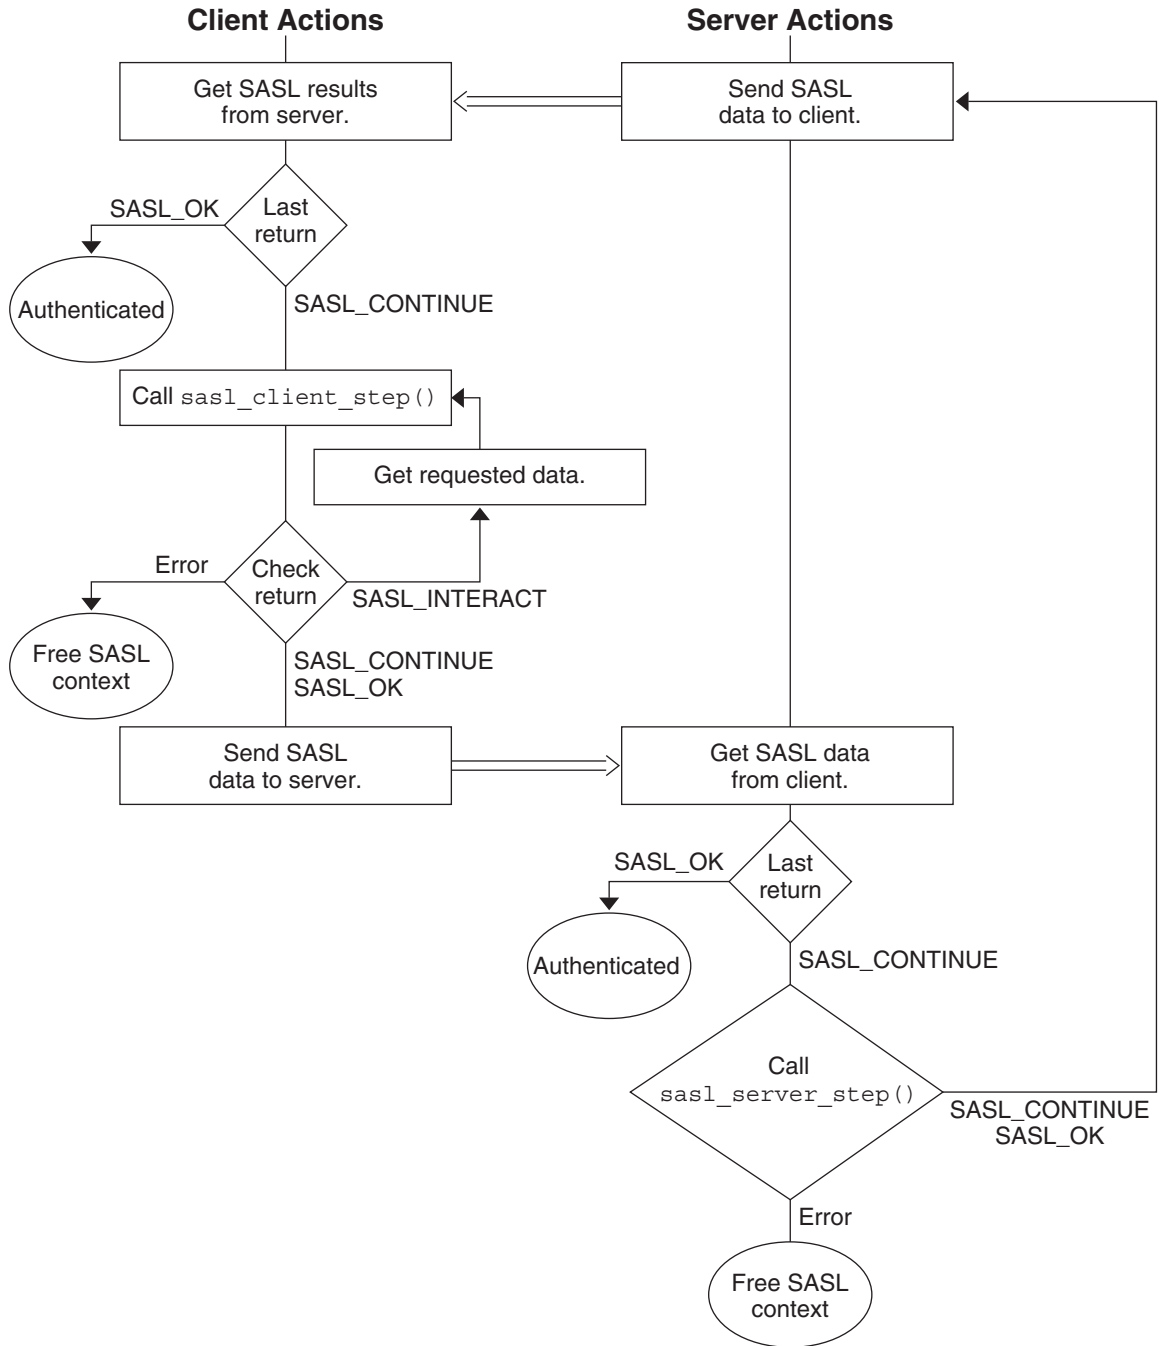 Client Actions
Server Actions
Get SASL results
from server.
Send SASL
data to client.
SASL_OK
Last
return
Authenticated
SASL_CONTINUE
Call sasl_client_step()
Get requested data.
Error
Check
return
SASL_INTERACT
Free SASL
context
SASL_CONTINUE
SASL_OK
Send SASL
data to server.
Get SASL data
from client.
SASL_OK
Last
return
Authenticated
SASL_CONTINUE
Call
sasl_server_step()
SASL_CONTINUE
SASL_OK
Error
Free SASL
context